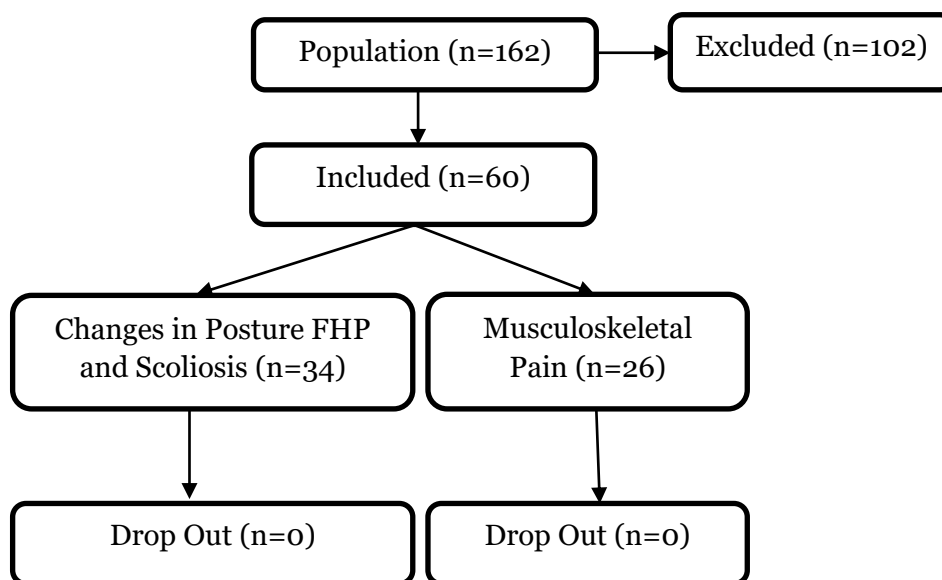 Population (n=162)
Excluded (n=102)
Included (n=60)
Changes in Posture FHP
and Scoliosis (n=34)
Musculoskeletal
Pain (n=26)
Drop Out (n=0)
Drop Out (n=0)